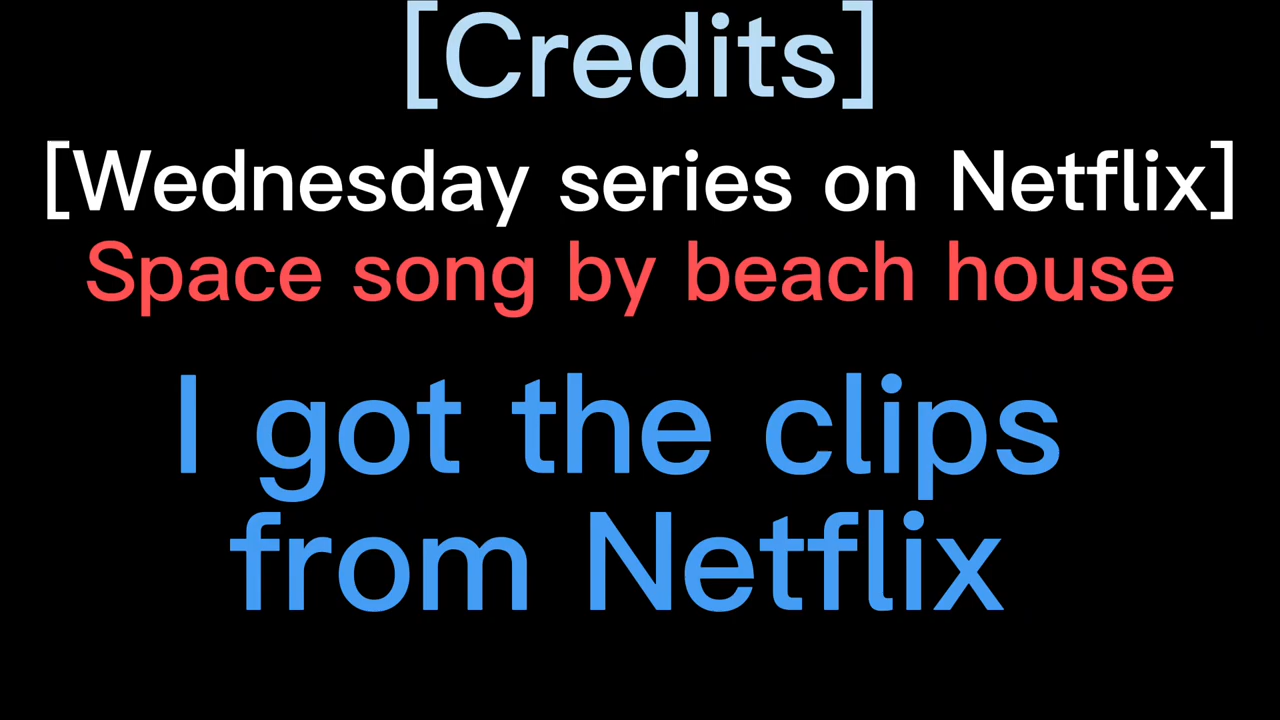 [Credits]
[Wednesday series on Netflix]
Space song by beach house
I got the clips
from Netflix